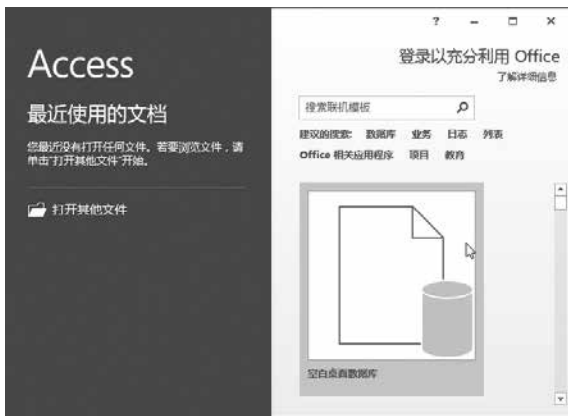 Access
最近使用的文档
您最近没有打开任何文件。若要浏览文件，请
单击"打开其他文件"开始。
打开其他文件
?
登录以充分利用 Office
了解详细信息
搜索联机模板
建议的搜索: 数据库 业务 日志 列表
Office 相关应用程序 项目 教育
空白桌面数据库